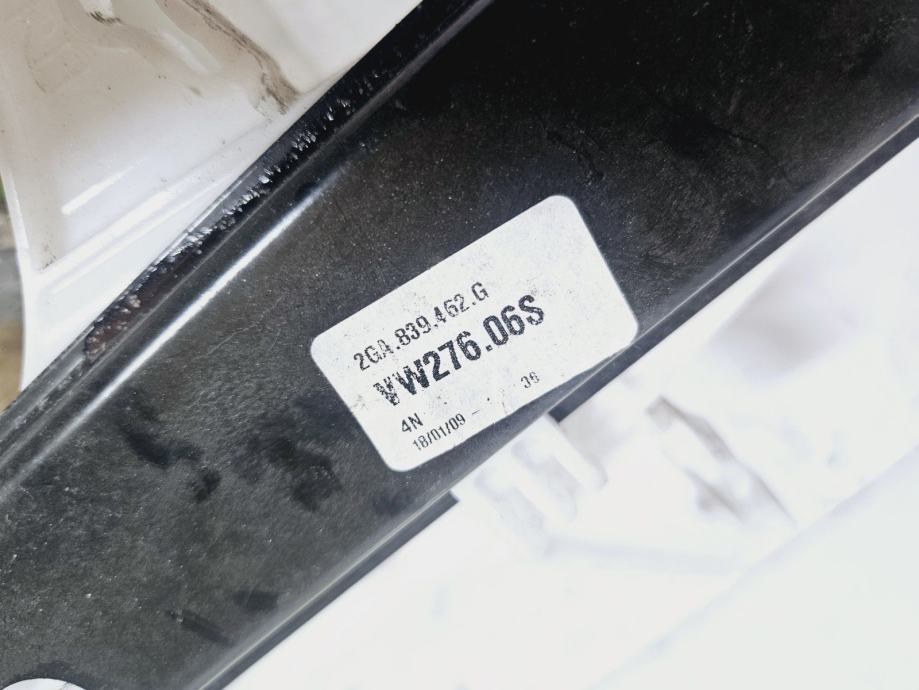 2GA.839.462.G
VW276.06S
4N
18/01/09 - 36